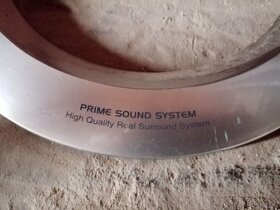 PRIME SOUND SYSTEM
High Quality Real Surround System